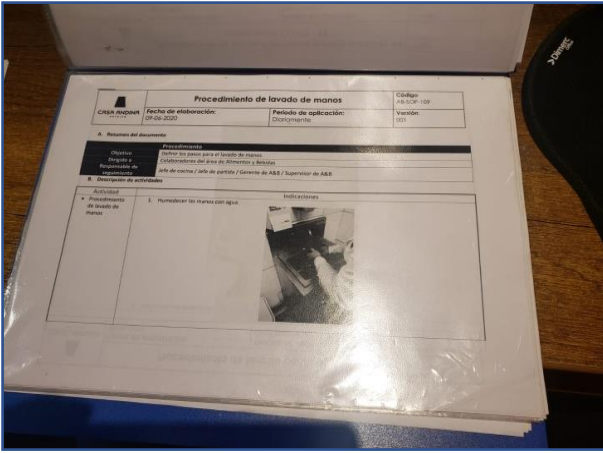 CASA ANDINA
Procedimiento de lavado de manos
Código
AB-SOP-109
Fecha de elaboración:
09-06-2020
Periodo de aplicación:
Diariamente
Versión:
001
A. Resumen del documento
Procedimiento
Objetivo Definir los pasos para el lavado de manos
Dirigido a Colaboradores del área de Alimentos y Bebidas
Responsable de seguimiento Jefe de cocina / Jefe de partida / Gerente de A&B / Supervisor de A&B
B. Descripción de actividades
Actividad
Indicaciones
Procedimiento
de lavado de
manos
1. Humedecer las manos con agua